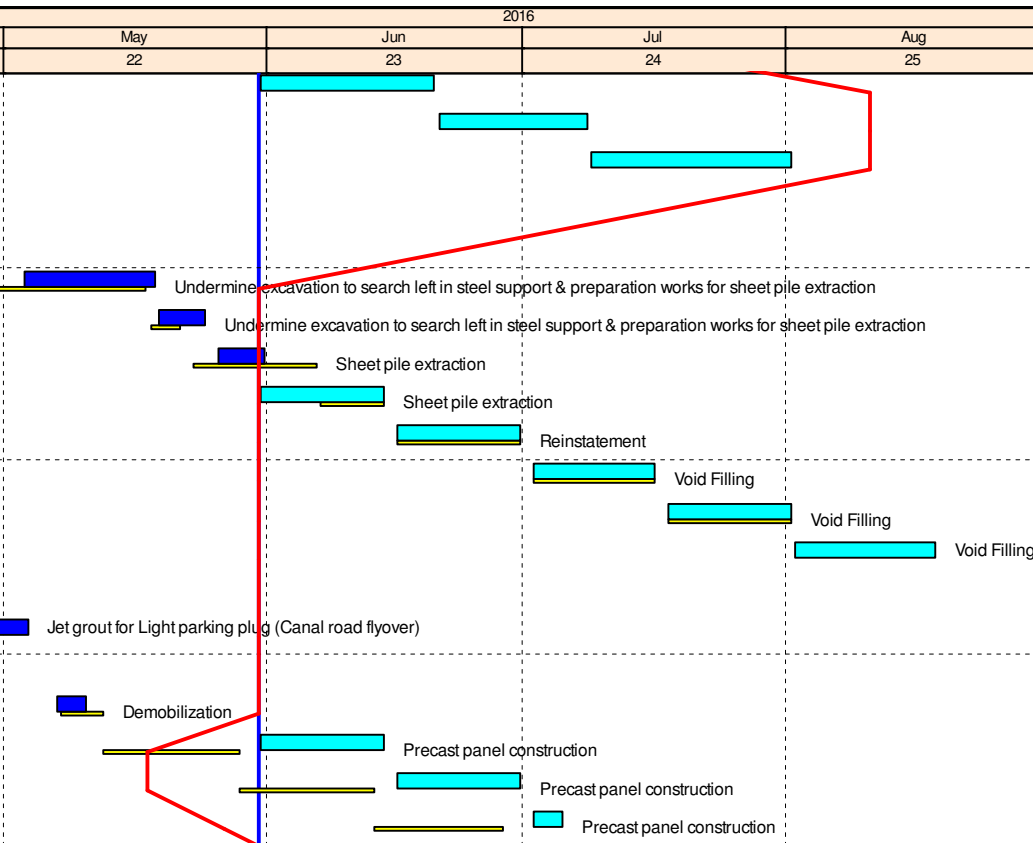 2016
May Jun Jul Aug
22 23 24 25
Undermine excavation to search left in steel support & preparation works for sheet pile extraction
Undermine excavation to search left in steel support & preparation works for sheet pile extraction
Sheet pile extraction
Sheet pile extraction
Reinstatement
Void Filling
Void Filling
Void Filling
Jet grout for Light parking plug (Canal road flyover)
Demobilization
Precast panel construction
Precast panel construction
Precast panel construction